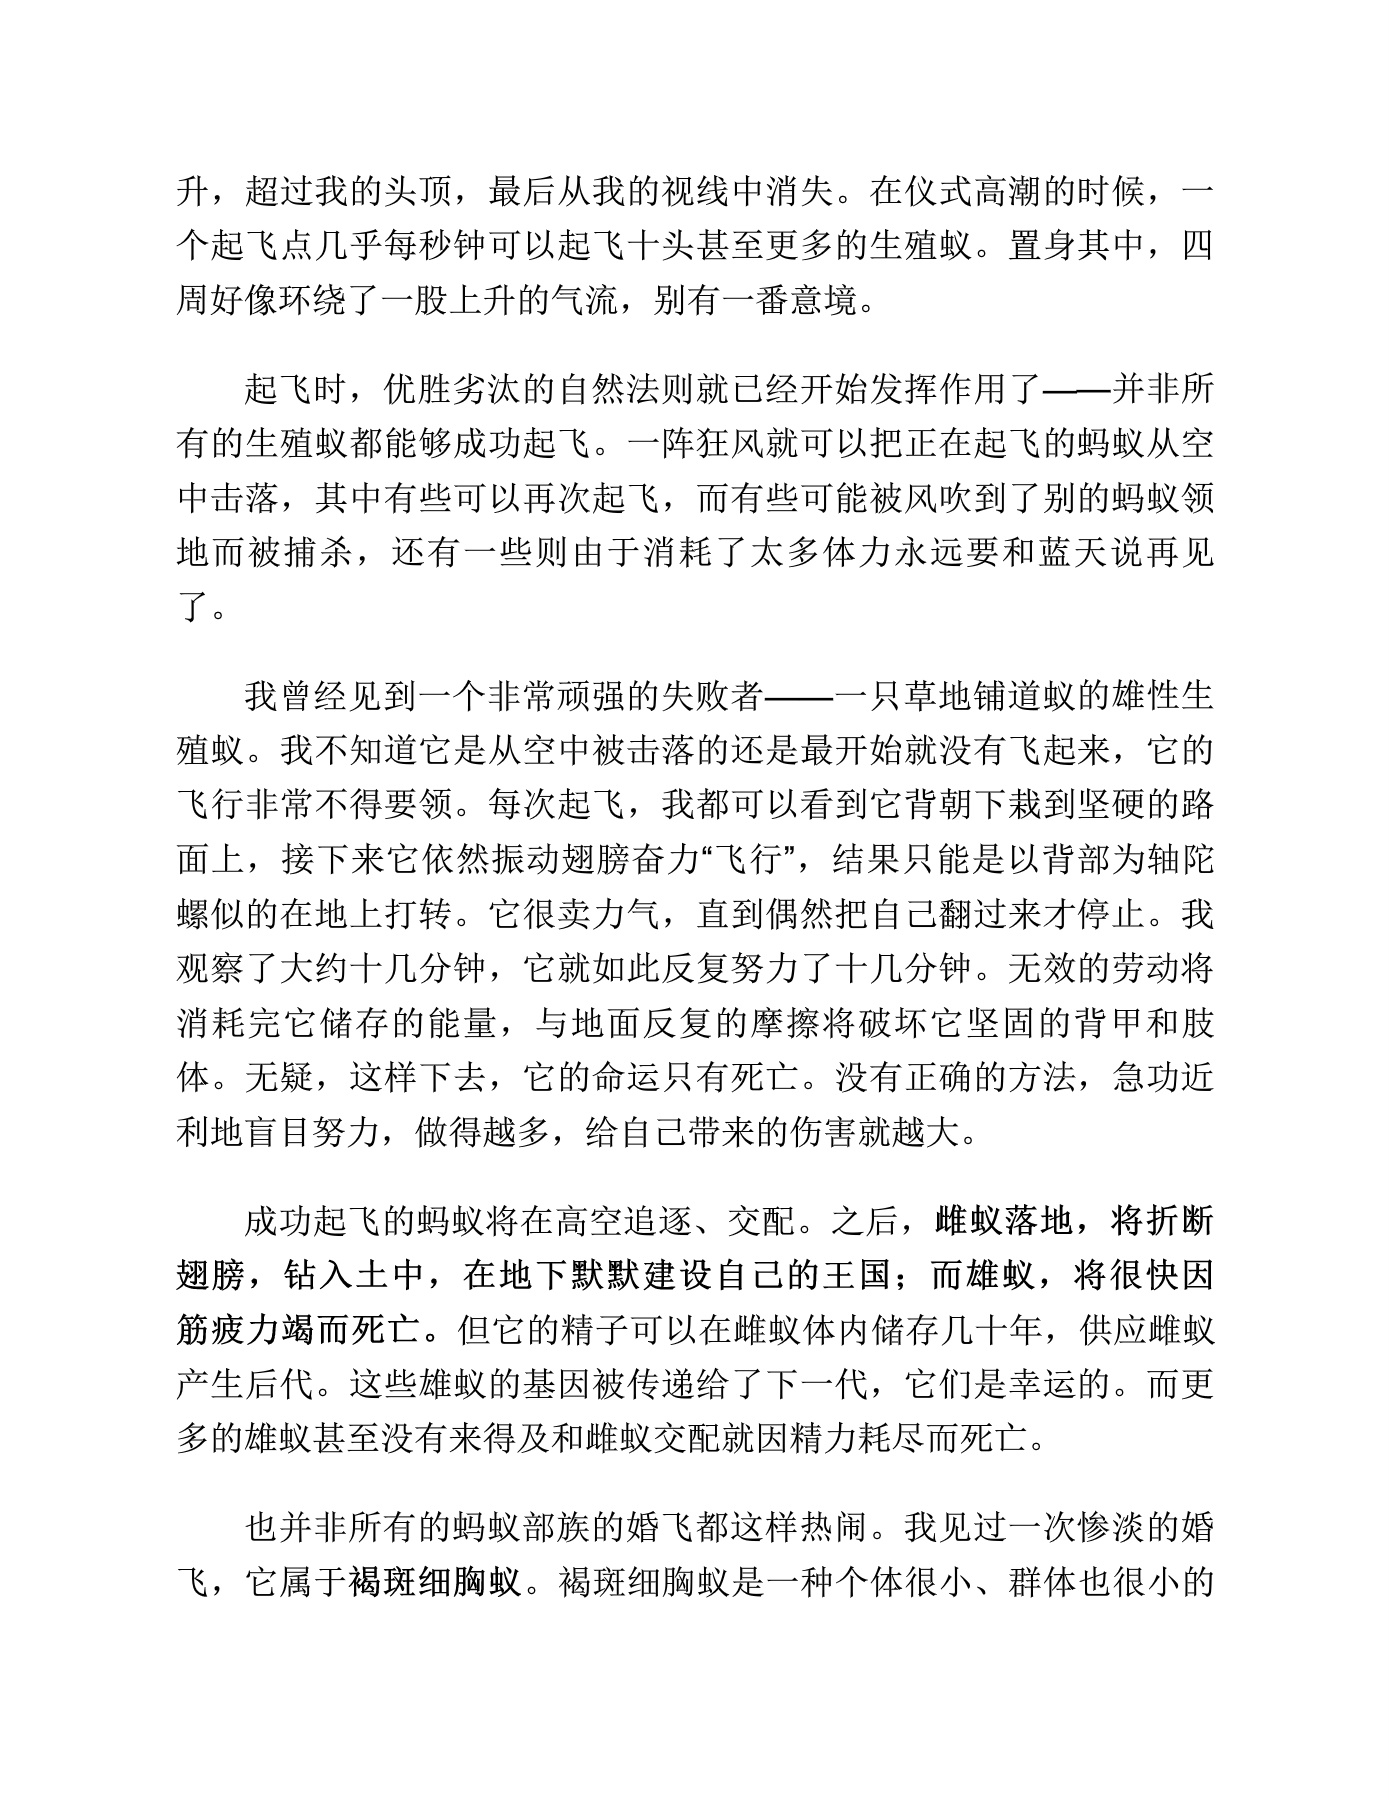 升，超过我的头顶，最后从我的视线中消失。在仪式高潮的时候，一
个起飞点几乎每秒钟可以起飞十头甚至更多的生殖蚁。置身其中，四
周好像环绕了一股上升的气流，别有一番意境。
起飞时，优胜劣汰的自然法则就已经开始发挥作用了——并非所
有的生殖蚁都能够成功起飞。一阵狂风就可以把正在起飞的蚂蚁从空
中击落，其中有些可以再次起飞，而有些可能被风吹到了别的蚂蚁领
地而被捕杀，还有一些则由于消耗了太多体力永远要和蓝天说再见
了。
我曾经见到一个非常顽强的失败者——一只草地铺道蚁的雄性生
殖蚁。我不知道它是从空中被击落的还是最开始就没有飞起来，它的
飞行非常不得要领。每次起飞，我都可以看到它背朝下栽到坚硬的路
面上，接下来它依然振动翅膀奋力“飞行”，结果只能是以背部为轴陀
螺似的在地上打转。它很卖力气，直到偶然把自己翻过来才停止。我
观察了大约十几分钟，它就如此反复努力了十几分钟。无效的劳动将
消耗完它储存的能量，与地面反复的摩擦将破坏它坚固的背甲和肢
体。无疑，这样下去，它的命运只有死亡。没有正确的方法，急功近
利地盲目努力，做得越多，给自己带来的伤害就越大。
成功起飞的蚂蚁将在高空追逐、交配。之后，雌蚁落地，将折断
翅膀，钻入土中，在地下默默建设自己的王国；而雄蚁，将很快因
筋疲力竭而死亡。但它的精子可以在雌蚁体内储存几十年，供应雌蚁
产生后代。这些雄蚁的基因被传递给了下一代，它们是幸运的。而更
多的雄蚁甚至没有来得及和雌蚁交配就因精力耗尽而死亡。
也并非所有的蚂蚁部族的婚飞都这样热闹。我见过一次惨淡的婚
飞，它属于褐斑细胸蚁。褐斑细胸蚁是一种个体很小、群体也很小的